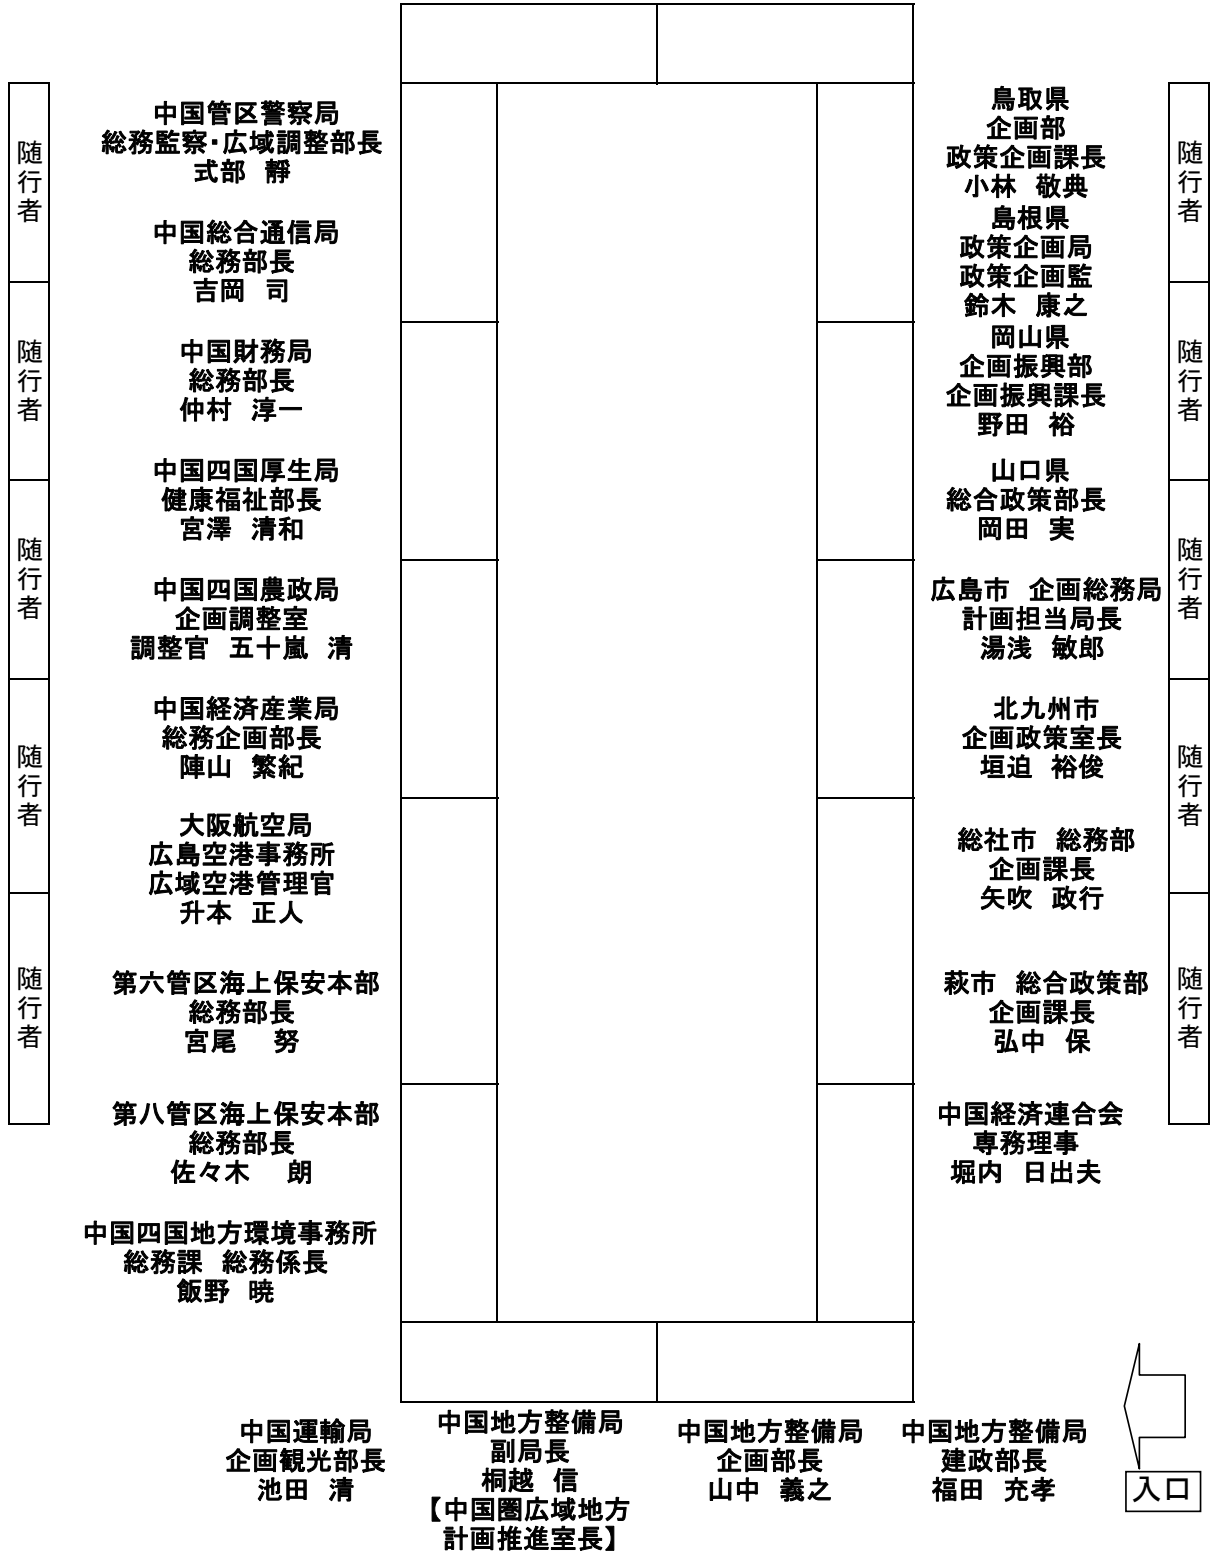 随行者
随行者
随行者
随行者
随行者
中国管区警察局
総務監察・広域調整部長
式部　靜
中国総合通信局
総務部長
吉岡　司
中国財務局
総務部長
仲村　淳一
中国四国厚生局
健康福祉部長
宮澤　清和
中国四国農政局
企画調整室
調整官　五十嵐　清
中国経済産業局
総務企画部長
陣山　繁紀
大阪航空局
広島空港事務所
広域空港管理官
升本　正人
第六管区海上保安本部
総務部長
宮尾　努
第八管区海上保安本部
総務部長
佐々木　朗
中国四国地方環境事務所
総務課　総務係長
飯野　暁
鳥取県
企画部
政策企画課長
小林　敬典
島根県
政策企画局
政策企画監
鈴木　康之
岡山県
企画振興部
企画振興課長
野田　裕
山口県
総合政策部長
岡田　実
広島市　企画総務局
計画担当局長
湯浅　敏郎
北九州市
企画政策室長
垣迫　裕俊
総社市　総務部
企画課長
矢吹　政行
萩市　総合政策部
企画課長
弘中　保
中国経済連合会
専務理事
堀内　日出夫
随行者
随行者
随行者
随行者
随行者
中国運輸局
企画観光部長
池田　清
中国地方整備局
副局長
桐越　信
【中国圏広域地方
計画推進室長】
中国地方整備局
企画部長
山中　義之
中国地方整備局
建政部長
福田　充孝
入口